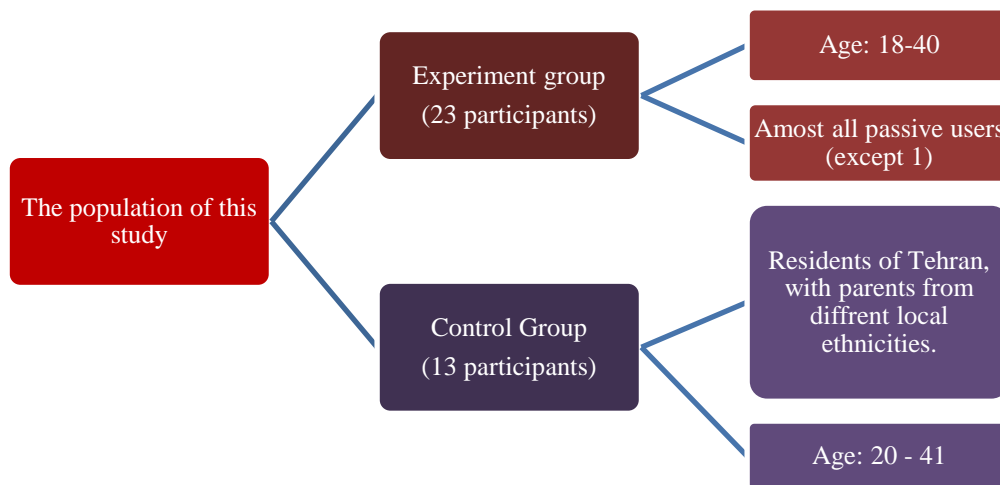 The population of this
study
Experiment group
(23 participants)
Age: 18-40
Amost all passive users
(except 1)
Control Group
(13 participants)
Residents of Tehran,
with parents from
diffrent local
ethnicities.
Age: 20 - 41